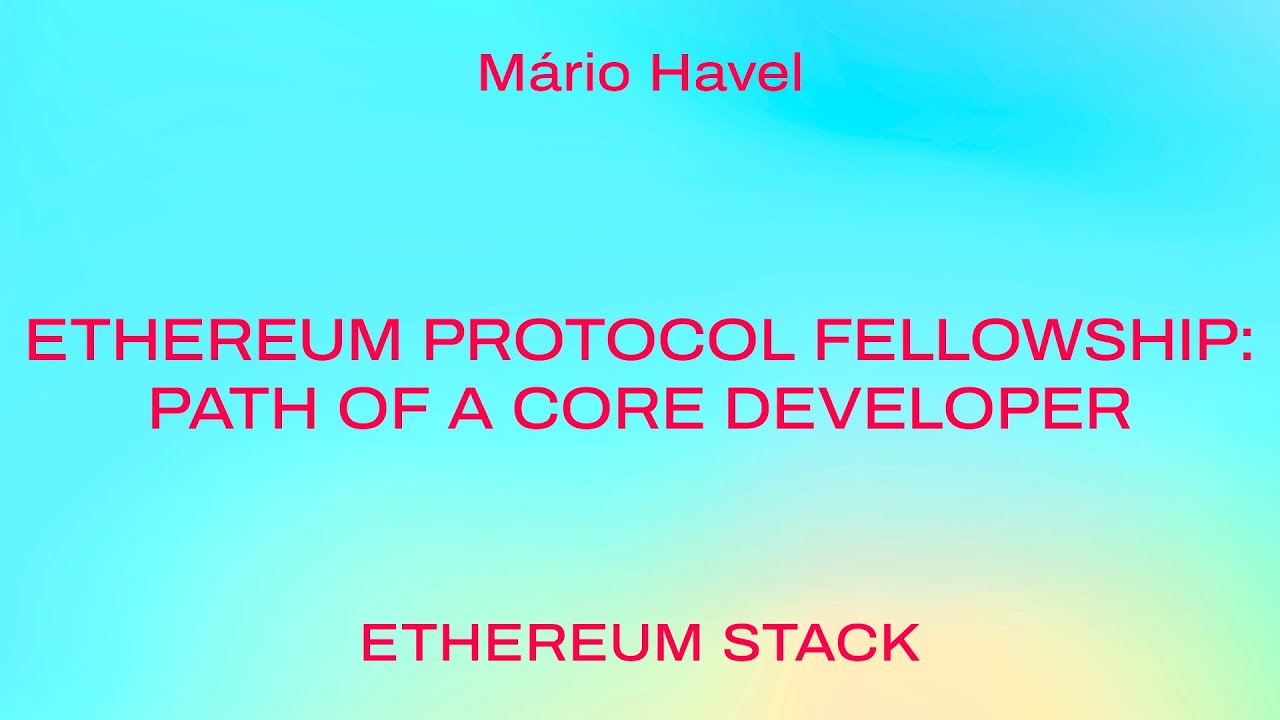 Mário Havel
ETHEREUM PROTOCOL FELLOWSHIP:
PATH OF A CORE DEVELOPER
ETHEREUM STACK